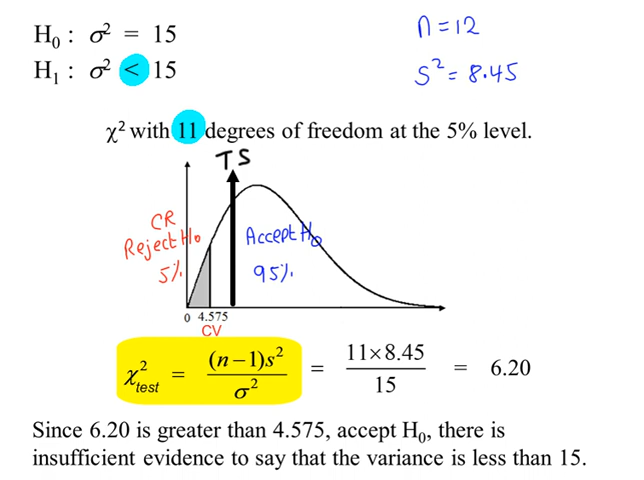 H₀ : σ² = 15
n = 12
H₁ : σ² < 15
s² = 8.45
χ² with 11 degrees of freedom at the 5% level.
TS
CR
Reject H₀
5%
Accept H₀
95%
0 4.575
CV
χ²test = (n−1)s² / σ² = 11×8.45 / 15 = 6.20
Since 6.20 is greater than 4.575, accept H₀, there is
insufficient evidence to say that the variance is less than 15.